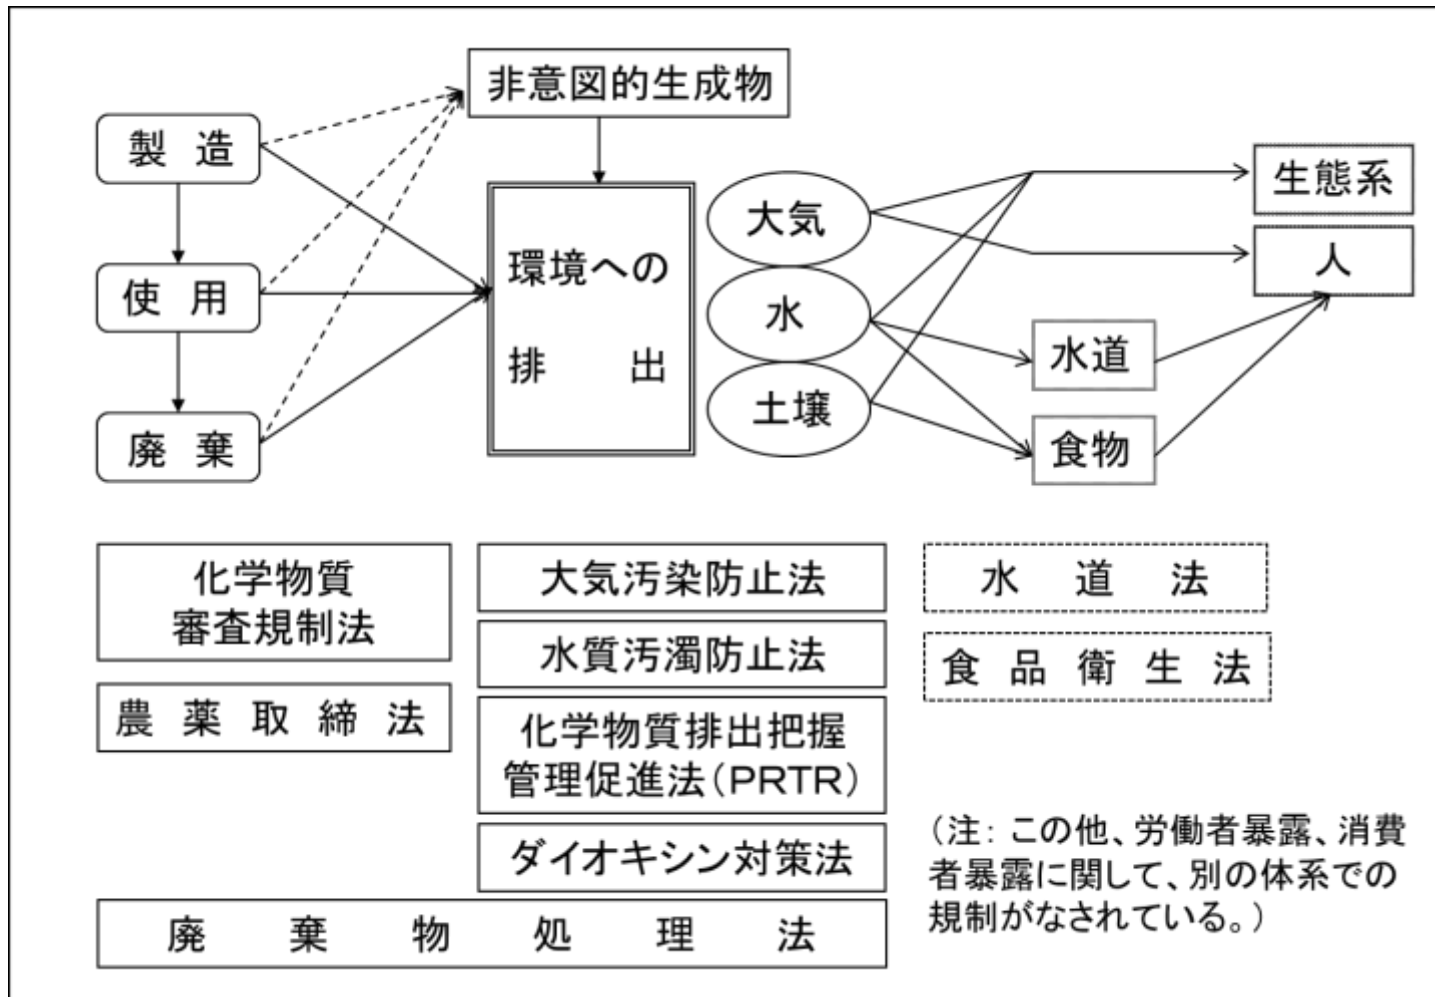 非意図的生成物
製造
使用
廃棄
環境への
排出
大気
水
土壌
生態系
人
水道
食物
化学物質
審査規制法
農薬取締法
大気汚染防止法
水質汚濁防止法
化学物質排出把握
管理促進法（PRTR）
ダイオキシン対策法
廃棄物処理法
水道法
食品衛生法
（注：この他、労働者暴露、消費
者暴露に関して、別の体系での
規制がなされている。）